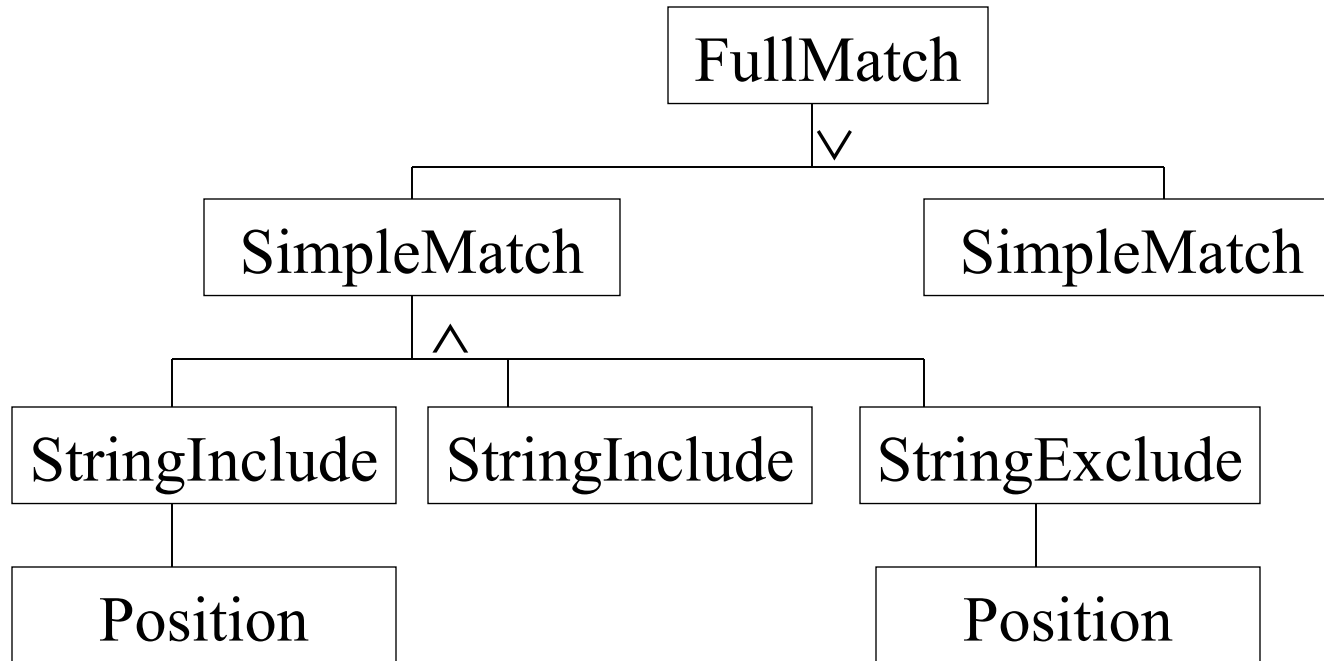 FullMatch
∨
SimpleMatch SimpleMatch
∧
StringInclude StringInclude StringExclude
Position Position